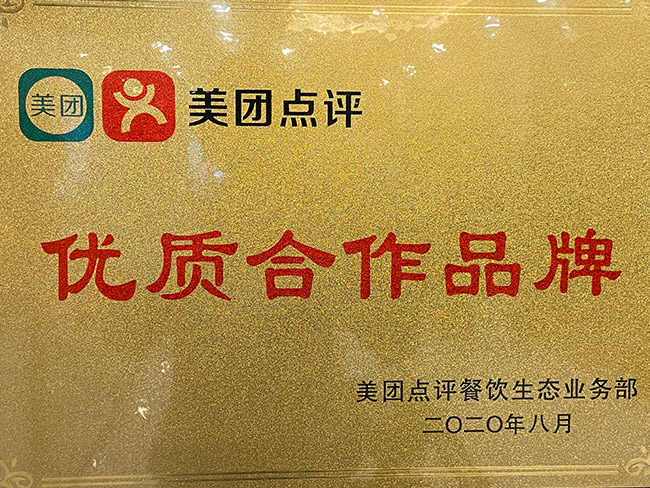 美团 美团点评
优质合作品牌
美团点评餐饮生态业务部
二〇二〇年八月